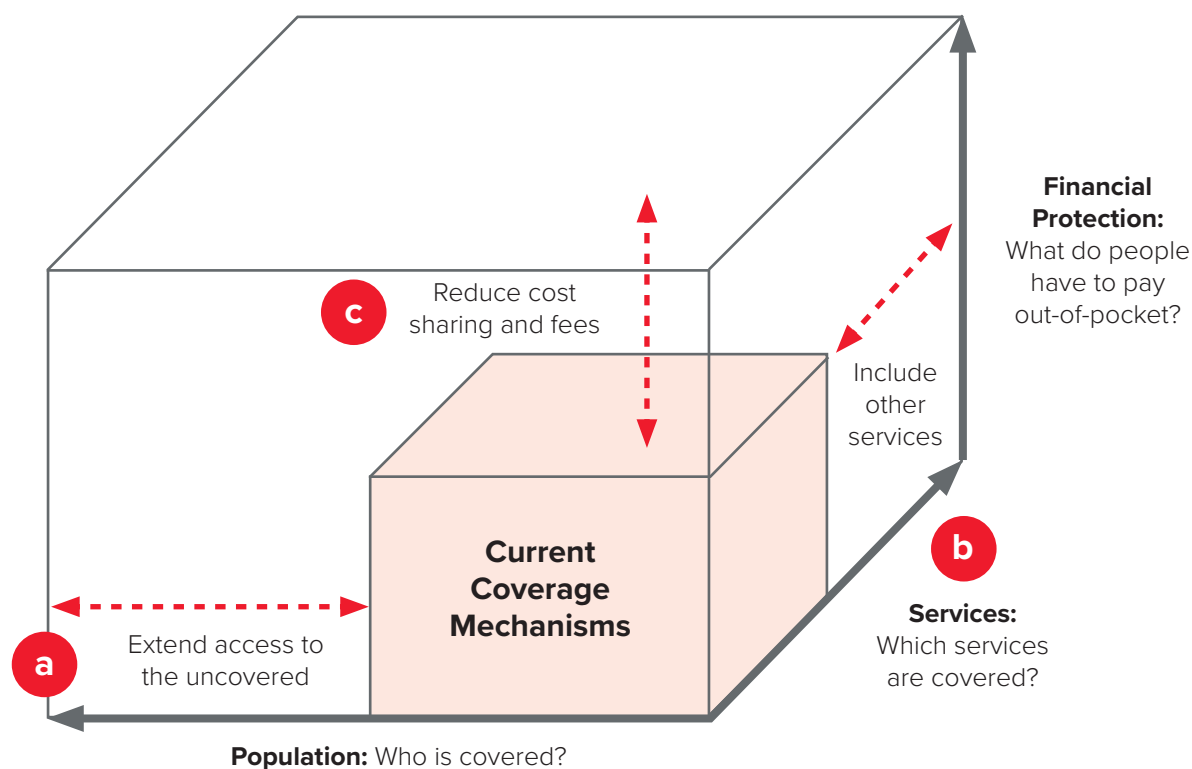 Financial
Protection:
What do people
have to pay
out-of-pocket?
c
Reduce cost
sharing and fees
Include
other
services
Current
Coverage
Mechanisms
b
Services:
Which services
are covered?
a
Extend access to
the uncovered
Population: Who is covered?